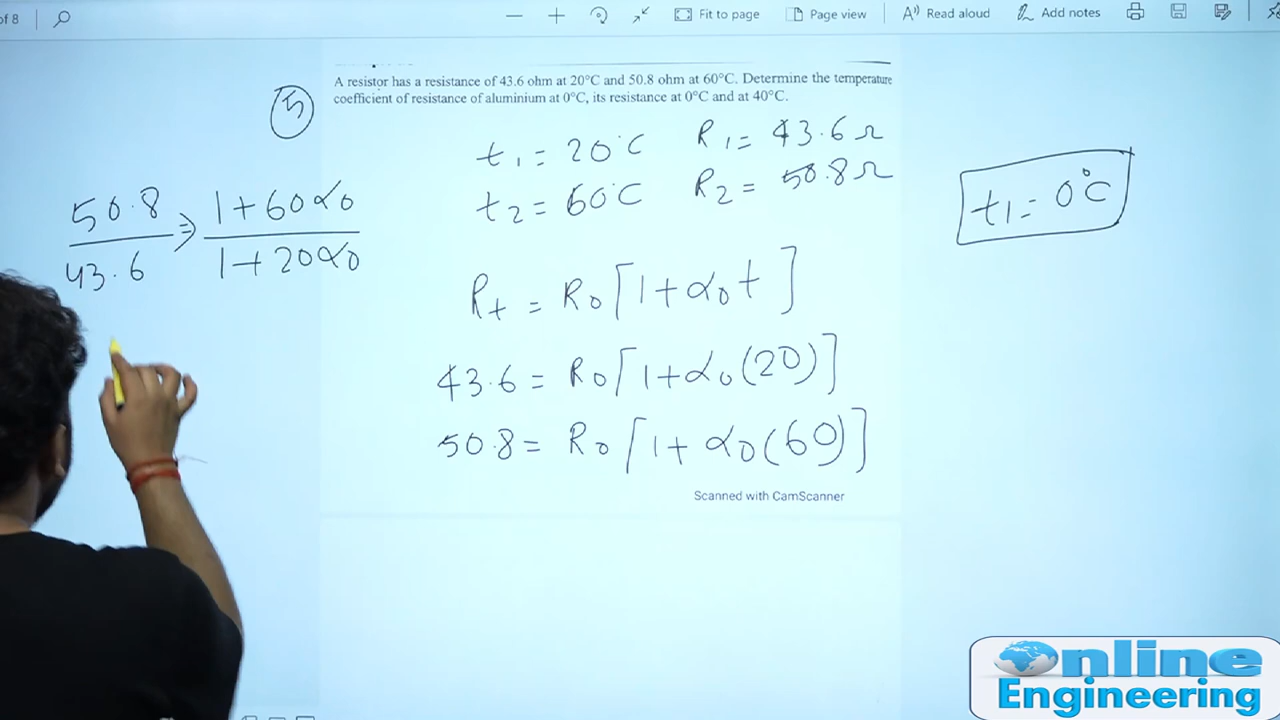 of 8
Fit to page
Page view
Read aloud
Add notes
A resistor has a resistance of 43.6 ohm at 20°C and 50.8 ohm at 60°C. Determine the temperature
coefficient of resistance of aluminium at 0°C, its resistance at 0°C and at 40°C.
5
t1 = 20°C R1 = 43.6 Ω
t2 = 60°C R2 = 50.8 Ω
t1 = 0°C
50.8 / 43.6 ⇒ 1 + 60α0 / 1 + 20α0
Rt = R0 [1 + α0 t]
43.6 = R0 [1 + α0 (20)]
50.8 = R0 [1 + α0 (60)]
Scanned with CamScanner
Online
Engineering